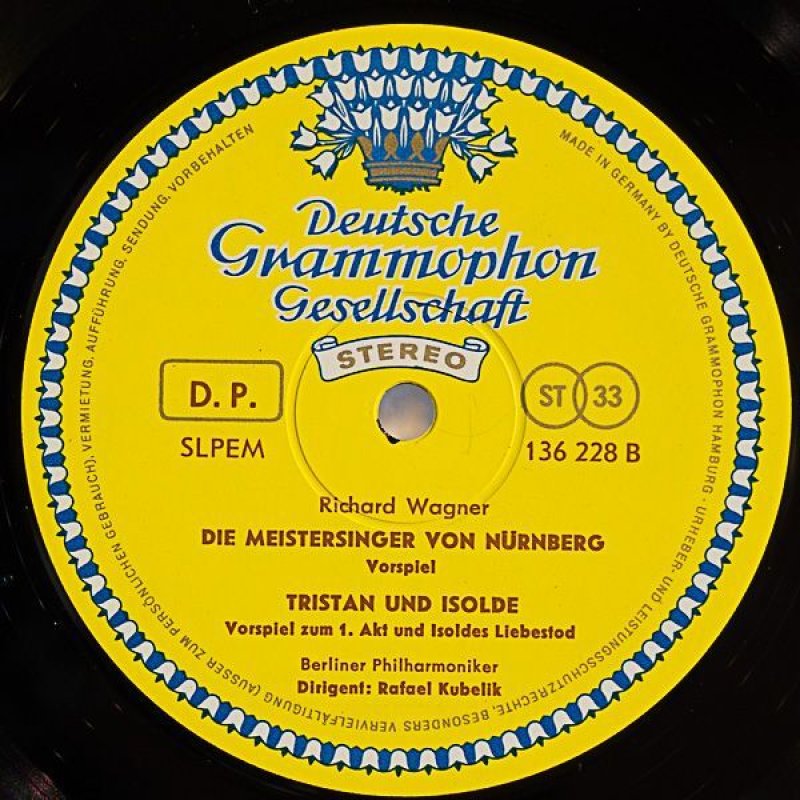 Deutsche
Grammophon
Gesellschaft
STEREO
D. P.
SLPEM
ST 33
136 228 B
Richard Wagner
DIE MEISTERSINGER VON NÜRNBERG
Vorspiel
TRISTAN UND ISOLDE
Vorspiel zum 1. Akt und Isoldes Liebestod
Berliner Philharmoniker
Dirigent: Rafael Kubelik
MADE IN GERMANY BY DEUTSCHE GRAMMOPHON HAMBURG · URHEBER- UND LEISTUNGSSCHUTZRECHTE, BESONDERS VERVIELFÄLTIGUNG (AUSSER ZUM PERSÖNLICHEN GEBRAUCH), VERMIETUNG, AUFFÜHRUNG, SENDUNG, VORBEHALTEN